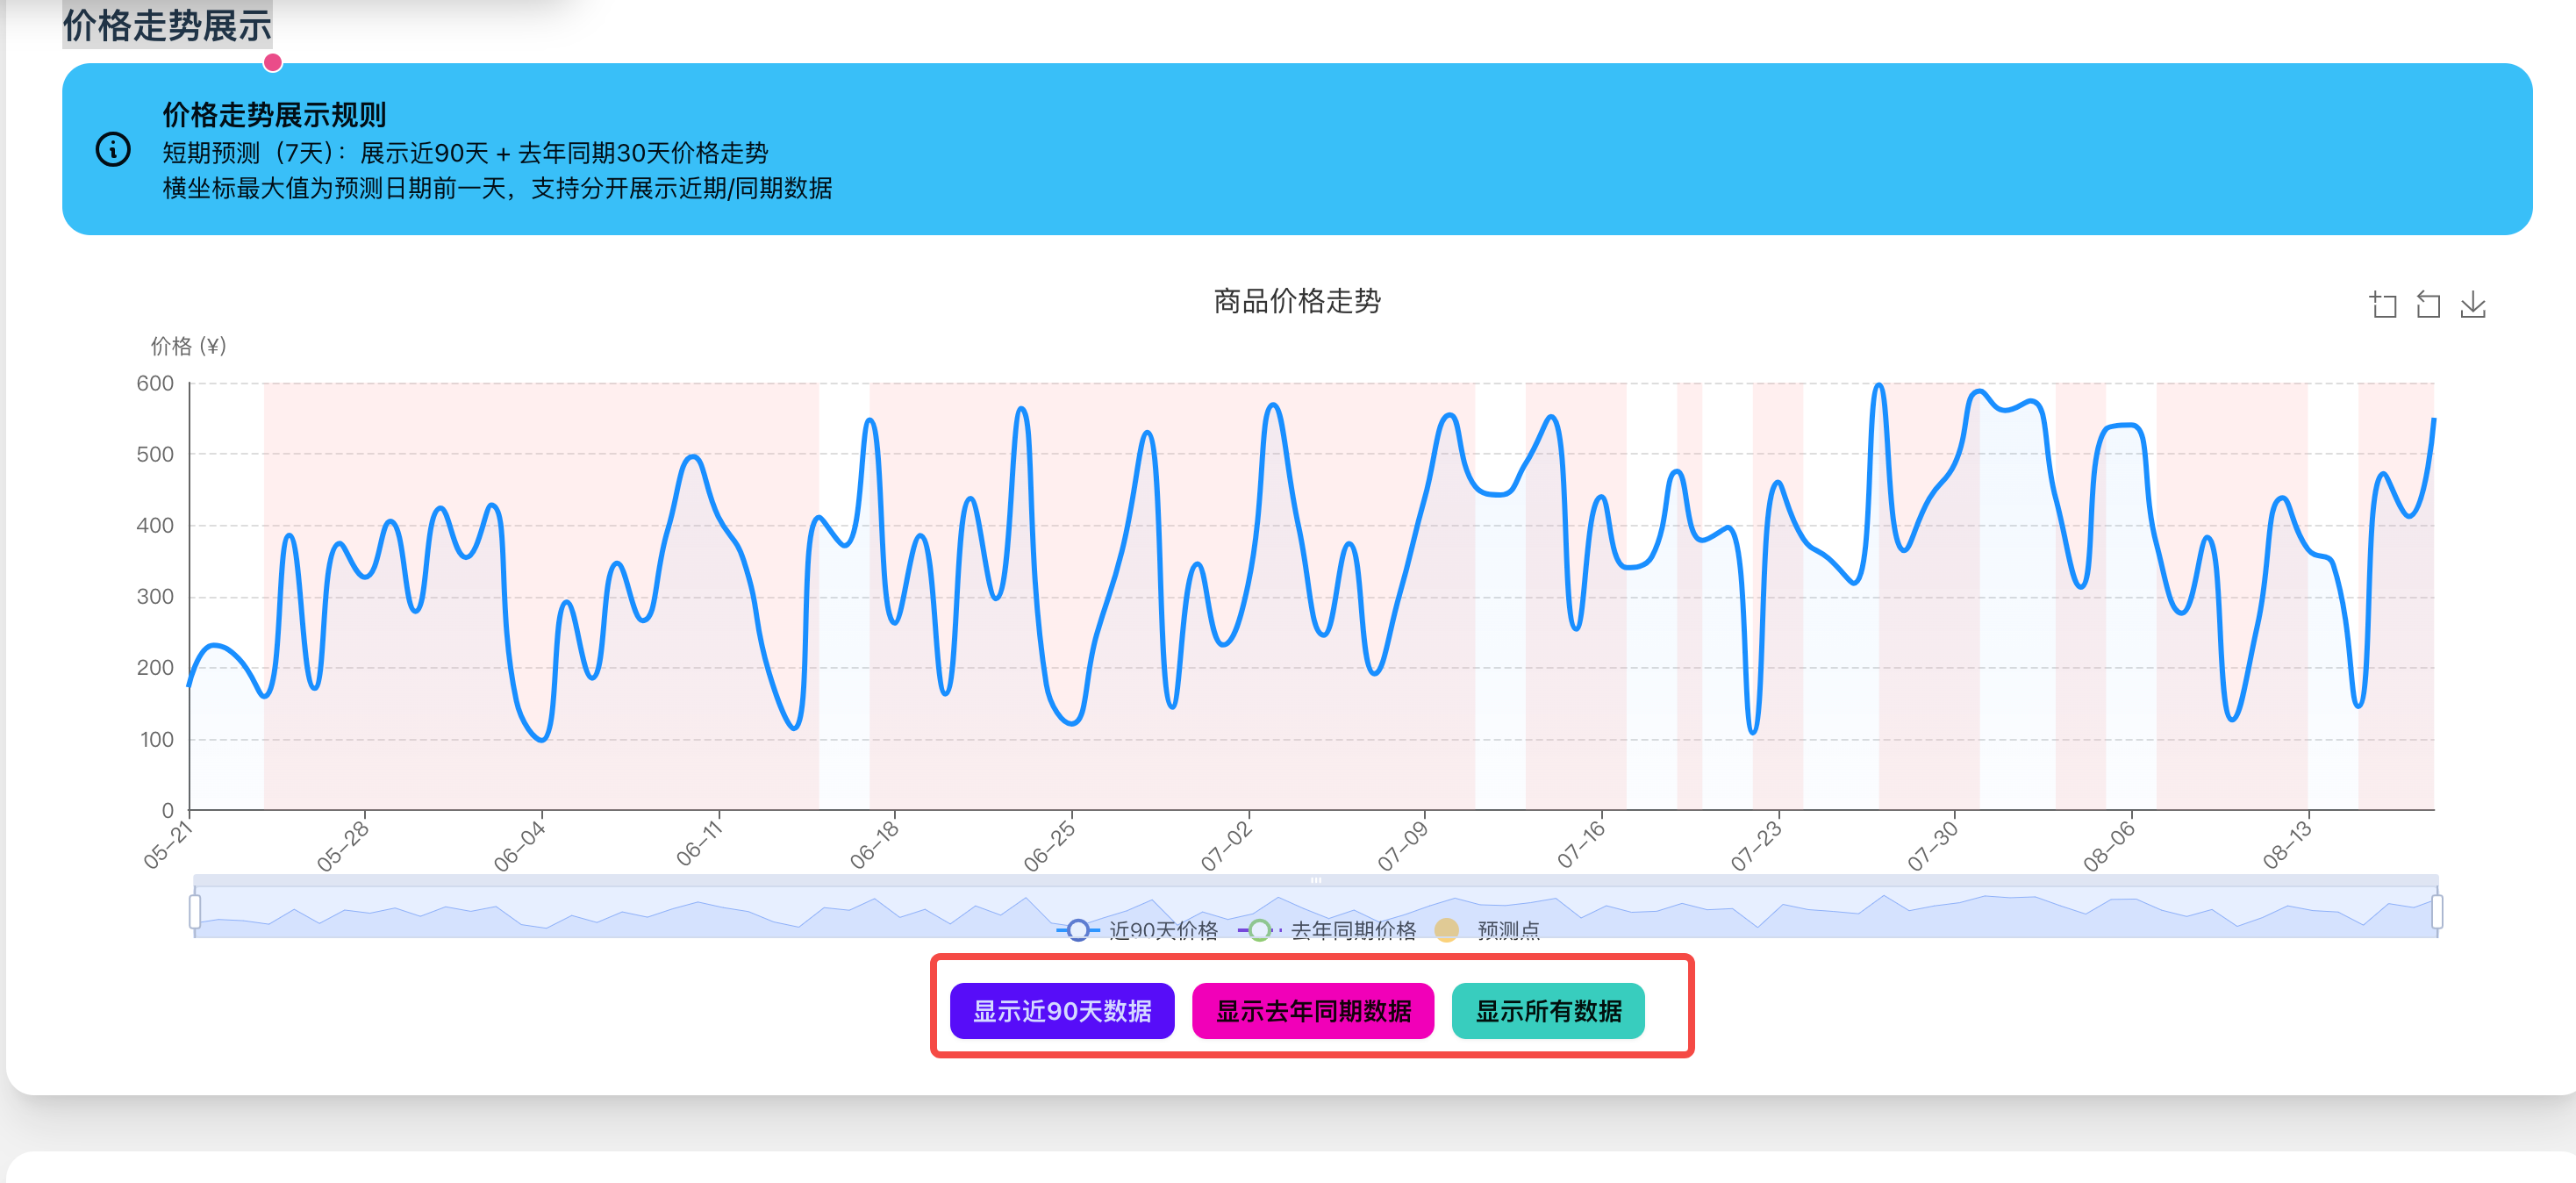 价格走势展示
价格走势展示规则
短期预测（7天）：展示近90天 + 去年同期30天价格走势
横坐标最大值为预测日期前一天，支持分开展示近期/同期数据
商品价格走势
价格 (¥)
600
500
400
300
200
100
0
05-21
05-28
06-04
06-11
06-18
06-25
07-02
07-09
07-16
07-23
07-30
08-06
08-13
近90天价格
去年同期价格
预测点
显示近90天数据
显示去年同期数据
显示所有数据